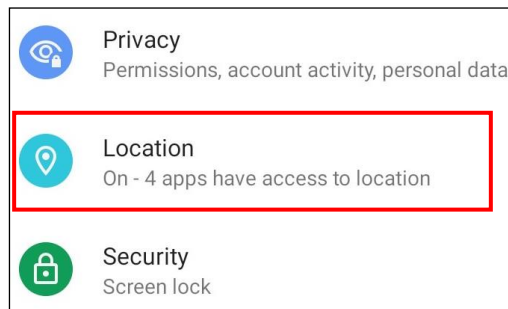 Privacy
Permissions, account activity, personal data
Location
On - 4 apps have access to location
Security
Screen lock